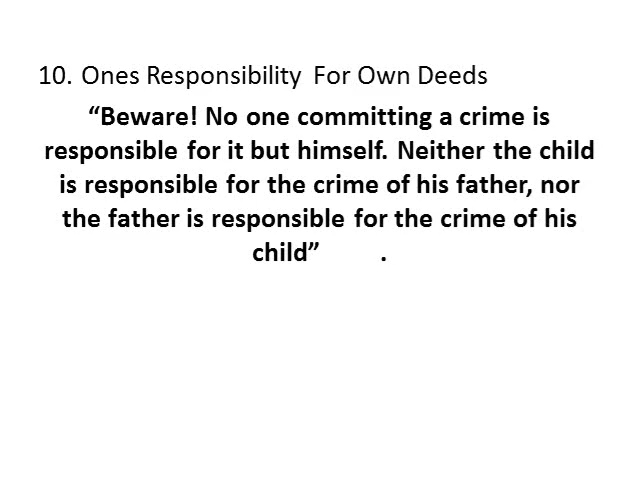 10. Ones Responsibility For Own Deeds
“Beware! No one committing a crime is
responsible for it but himself. Neither the child
is responsible for the crime of his father, nor
the father is responsible for the crime of his
child” .